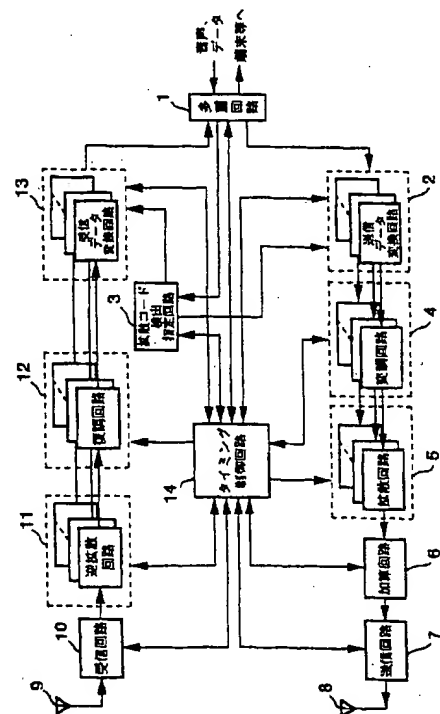 音声、データ
端末等へ
1
多重回路
13
受信
データ
変換回路
2
送信
データ
変換回路
3
拡散コード
検出
指定回路
12
復調回路
4
変調回路
14
タイミング
制御回路
11
逆拡散
回路
5
拡散回路
10
受信回路
6
加算回路
9
7
送信回路
8